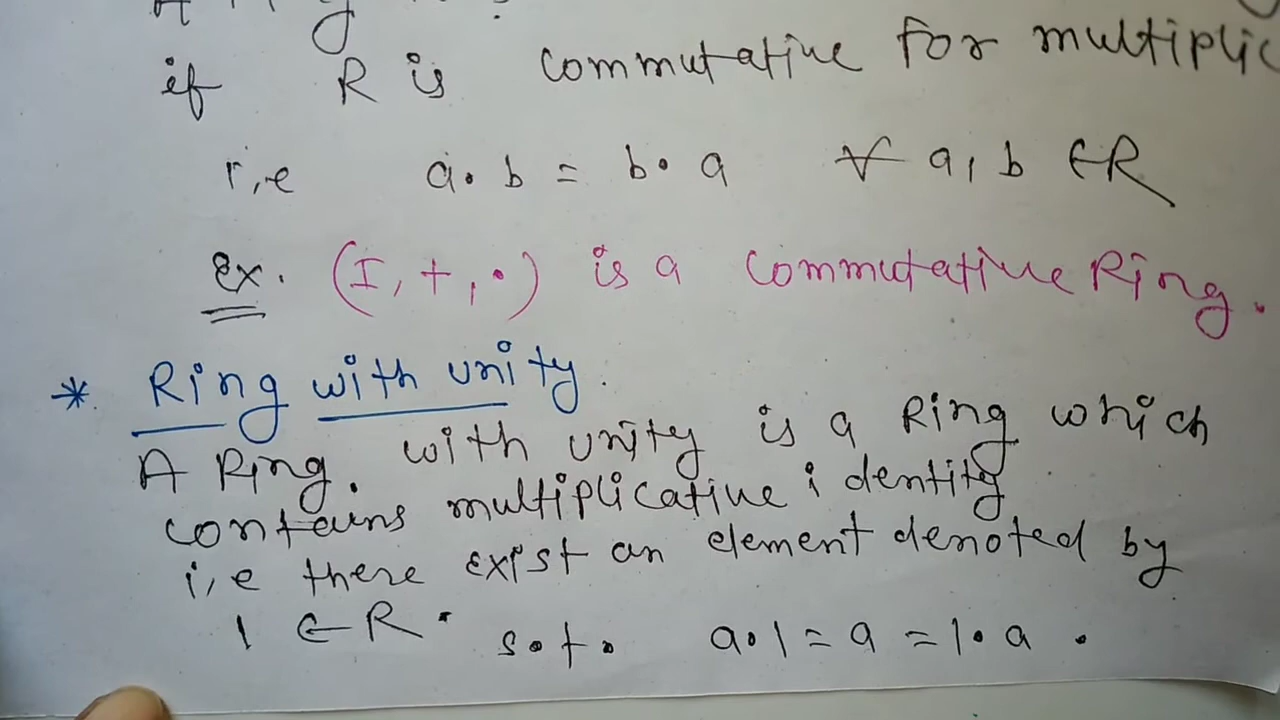 if R is commutative for multiplic
i,e a. b = b. a ∀ a, b ∈R
Ex. (I, +, •) is a commutative Ring.
* Ring with unity.
A Ring. with unity is a Ring which
contains multiplicative identity
i,e there exist an element denoted by
1 ∈ R. s.t. a.1 = a = 1.a .